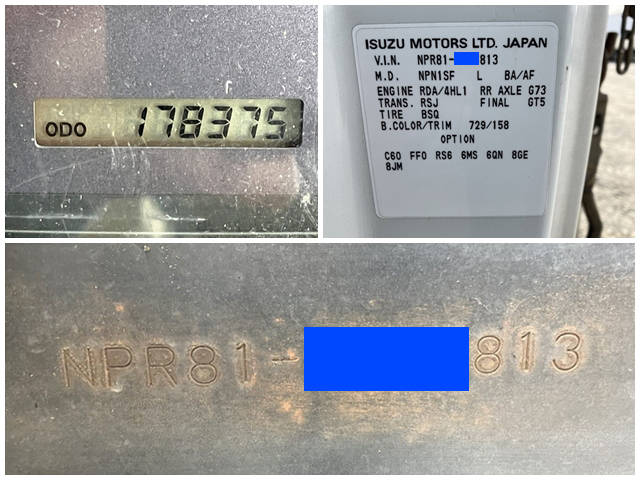 ODO 178375
ISUZU MOTORS LTD. JAPAN
V.I.N. NPR81- 813
M.D. NPN1SF L BA/AF
ENGINE RDA/4HL1 RR AXLE G73
TRANS. RSJ FINAL GT5
TIRE BSQ
B.COLOR/TRIM 729/158
OPTION
C60 FFO RS6 6MS 6QN 8GE
8JM
NPR81- 813